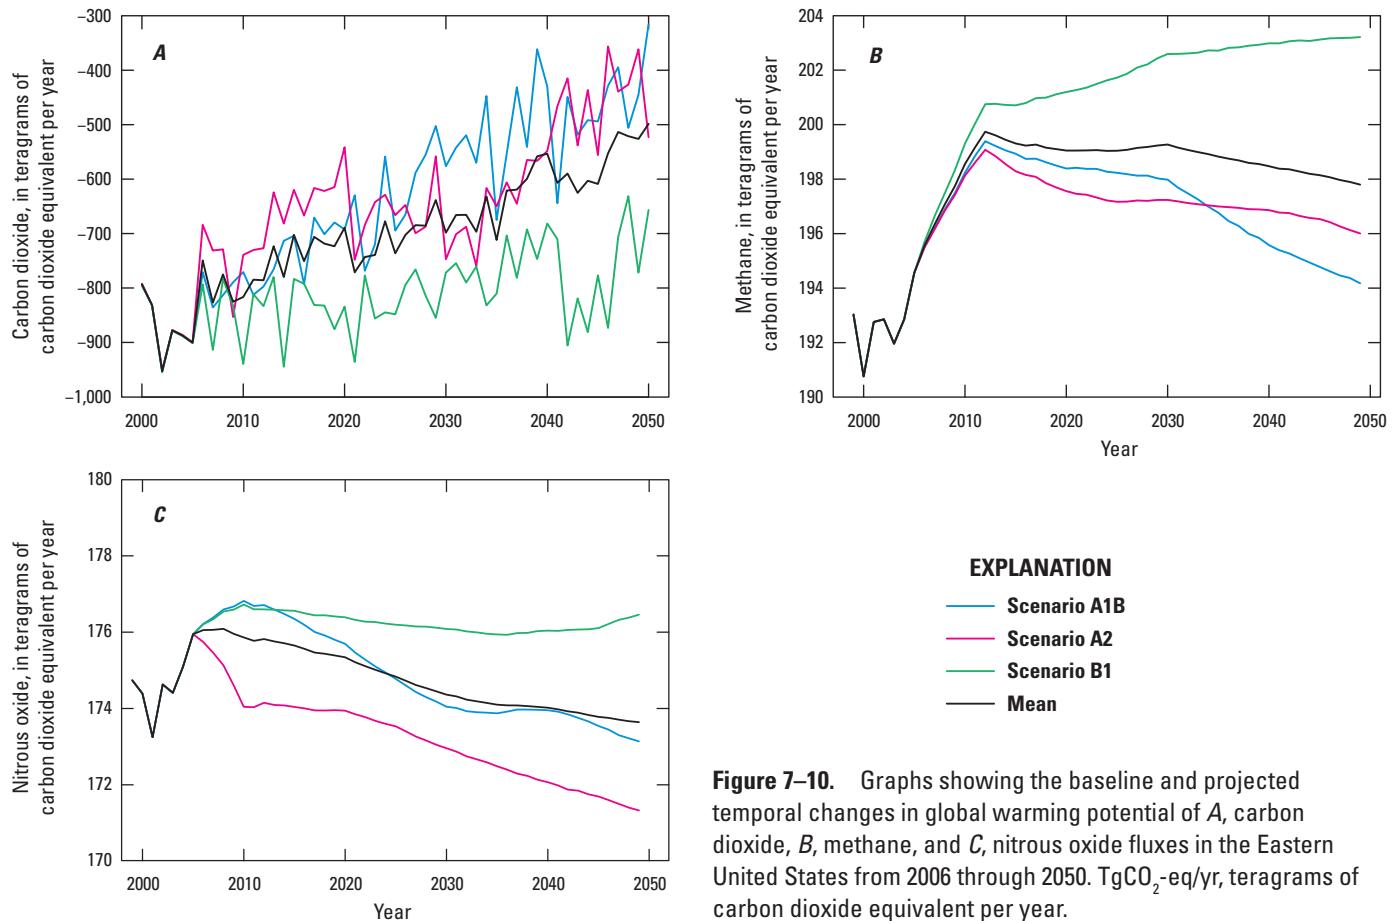 A
Carbon dioxide, in teragrams of
carbon dioxide equivalent per year
–300
–400
–500
–600
–700
–800
–900
–1,000
2000 2010 2020 2030 2040 2050
B
Methane, in teragrams of
carbon dioxide equivalent per year
204
202
200
198
196
194
192
190
2000 2010 2020 2030 2040 2050
Year
C
Nitrous oxide, in teragrams of
carbon dioxide equivalent per year
180
178
176
174
172
170
2000 2010 2020 2030 2040 2050
Year
EXPLANATION
Scenario A1B
Scenario A2
Scenario B1
Mean
Figure 7–10. Graphs showing the baseline and projected
temporal changes in global warming potential of A, carbon
dioxide, B, methane, and C, nitrous oxide fluxes in the Eastern
United States from 2006 through 2050. TgCO₂-eq/yr, teragrams of
carbon dioxide equivalent per year.